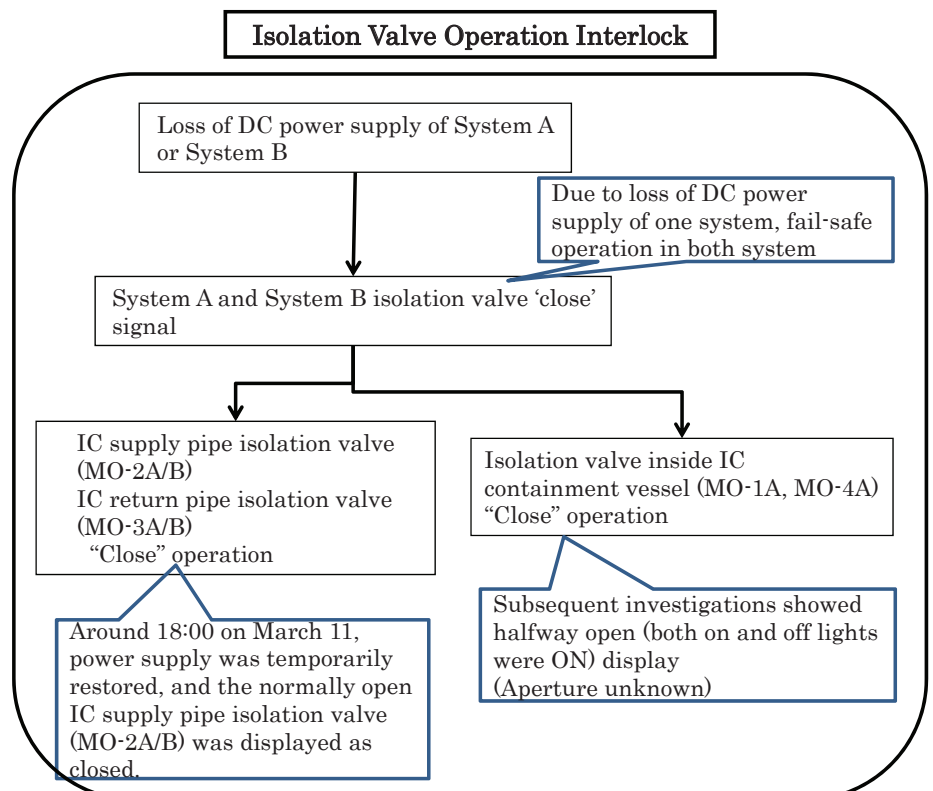 Isolation Valve Operation Interlock
Loss of DC power supply of System A
or System B
Due to loss of DC power
supply of one system, fail-safe
operation in both system
System A and System B isolation valve ‘close’
signal
IC supply pipe isolation valve
(MO-2A/B)
IC return pipe isolation valve
(MO-3A/B)
“Close” operation
Isolation valve inside IC
containment vessel (MO-1A, MO-4A)
“Close” operation
Around 18:00 on March 11,
power supply was temporarily
restored, and the normally open
IC supply pipe isolation valve
(MO-2A/B) was displayed as
closed.
Subsequent investigations showed
halfway open (both on and off lights
were ON) display
(Aperture unknown)